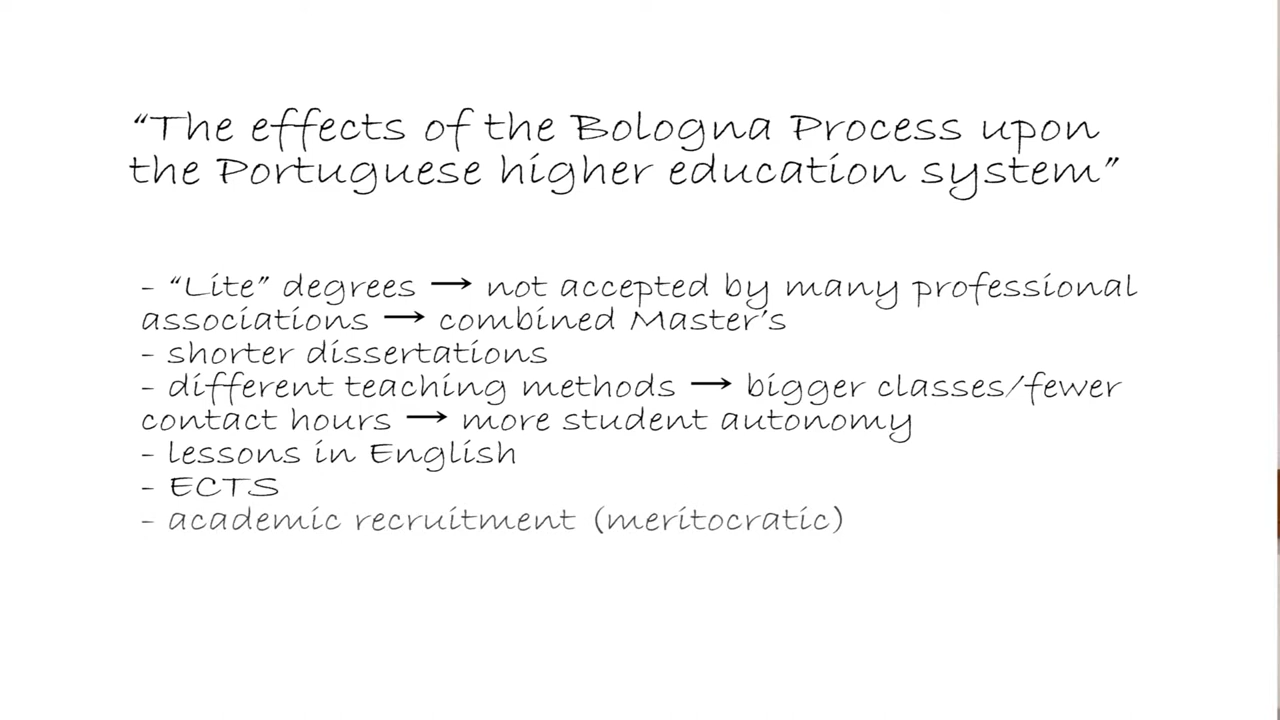 “The effects of the Bologna Process upon
the Portuguese higher education system”
- “Lite” degrees → not accepted by many professional
associations → combined Master’s
- shorter dissertations
- different teaching methods → bigger classes/fewer
contact hours → more student autonomy
- lessons in English
- ECTS
- academic recruitment (meritocratic)